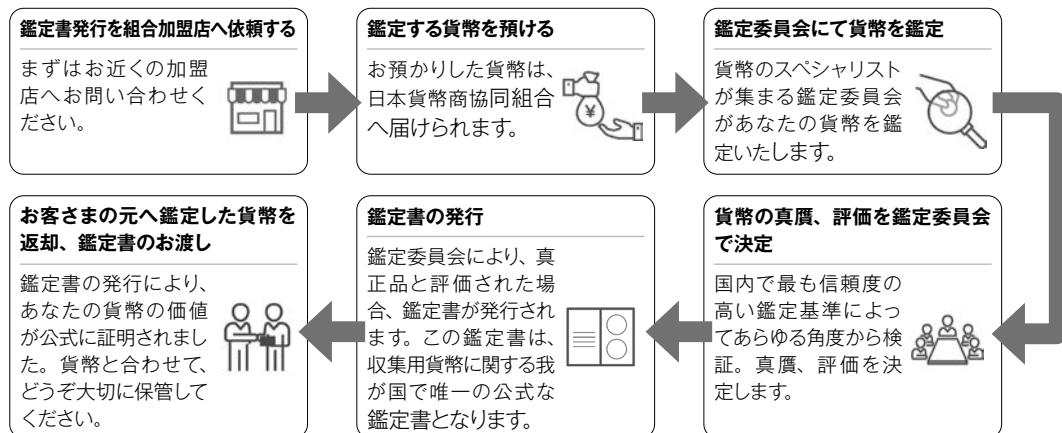 鑑定書発行を組合加盟店へ依頼する
まずはお近くの加盟
店へお問い合わせく
ださい。
鑑定する貨幣を預ける
お預かりした貨幣は、
日本貨幣商協同組合
へ届けられます。
¥
鑑定委員会にて貨幣を鑑定
貨幣のスペシャリスト
が集まる鑑定委員会
があなたの貨幣を鑑
定いたします。
貨幣の真贋、評価を鑑定委員会
で決定
国内で最も信頼度の
高い鑑定基準によっ
てあらゆる角度から検
証。真贋、評価を決
定します。
鑑定書の発行
鑑定委員会により、真
正品と評価された場
合、鑑定書が発行され
ます。この鑑定書は、
収集用貨幣に関する我
が国で唯一の公式な
鑑定書となります。
お客さまの元へ鑑定した貨幣を
返却、鑑定書のお渡し
鑑定書の発行により、
あなたの貨幣の価値
が公式に証明されまし
た。貨幣と合わせて、
どうぞ大切に保管して
ください。